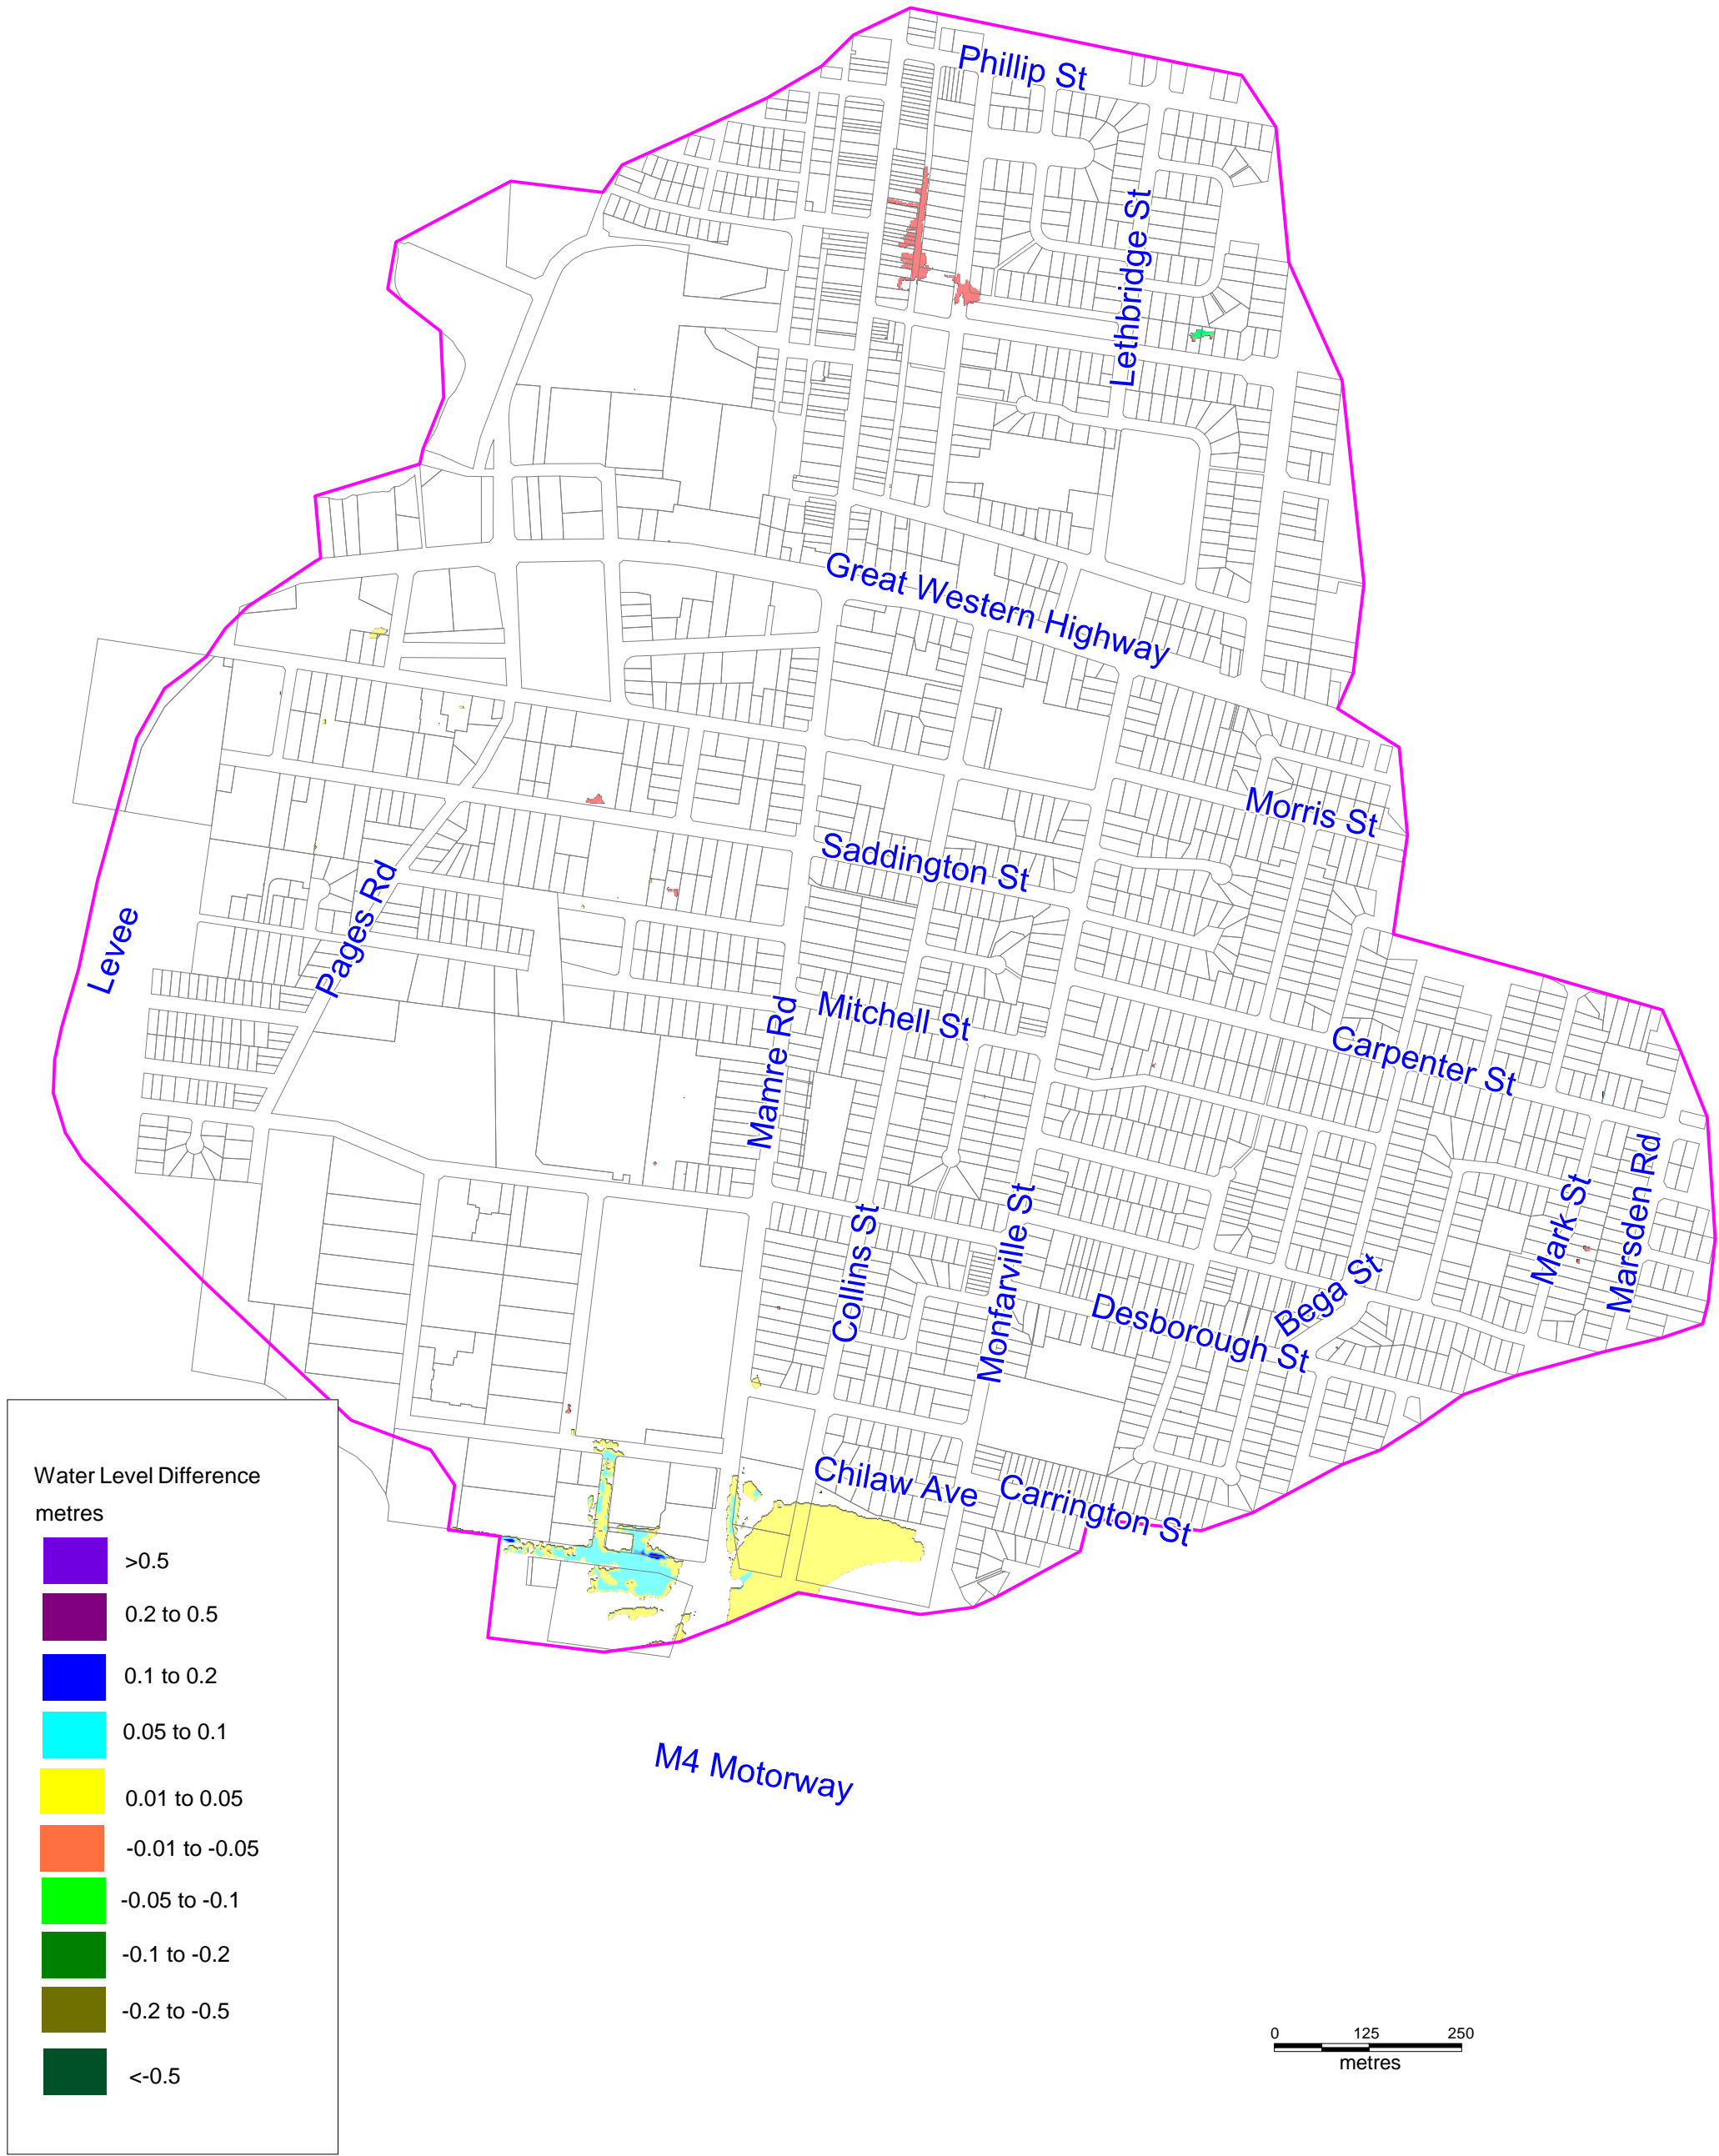 Phillip St
Lethbridge St
Great Western Highway
Morris St
Saddington St
Pages Rd
Levee
Mitchell St
Mamre Rd
Carpenter St
Marsden Rd
Mark St
Collins St
Monfarville St
Bega St
Desborough St
Chilaw Ave
Carrington St
M4 Motorway
Water Level Difference
metres
>0.5
0.2 to 0.5
0.1 to 0.2
0.05 to 0.1
0.01 to 0.05
-0.01 to -0.05
-0.05 to -0.1
-0.1 to -0.2
-0.2 to -0.5
<-0.5
0 125 250
metres